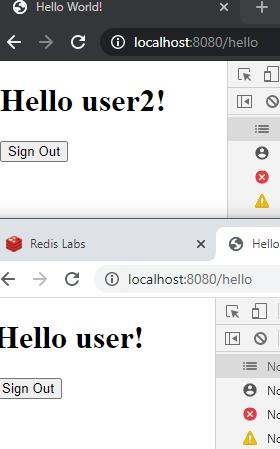 Hello World!
localhost:8080/hello
Hello user2!
Sign Out
Redis Labs
Hello
localhost:8080/hello
Hello user!
Sign Out
No
No
No
No